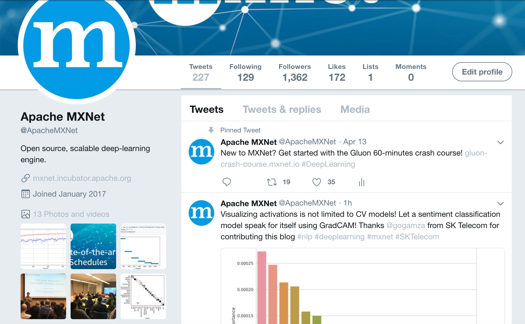 m
Tweets Following Followers Likes Lists Moments
227 129 1,362 172 1 0
Edit profile
Apache MXNet
@ApacheMXNet
Open source, scalable deep-learning
engine.
mxnet.incubator.apache.org
Joined January 2017
13 Photos and videos
te-of-the-ar
Schedules
Tweets Tweets & replies Media
Pinned Tweet
m
Apache MXNet @ApacheMXNet · Apr 13
New to MXNet? Get started with the Gluon 60-minutes crash course! gluon-
crash-course.mxnet.io #DeepLearning
19 35
m
Apache MXNet @ApacheMXNet · 1h
Visualizing activations is not limited to CV models! Let a sentiment classification
model speak for itself using GradCAM! Thanks @gogamza from SK Telecom for
contributing this blog #nlp #deeplearning #mxnet #SKTelecom
0.00025
0.00020
0.00015